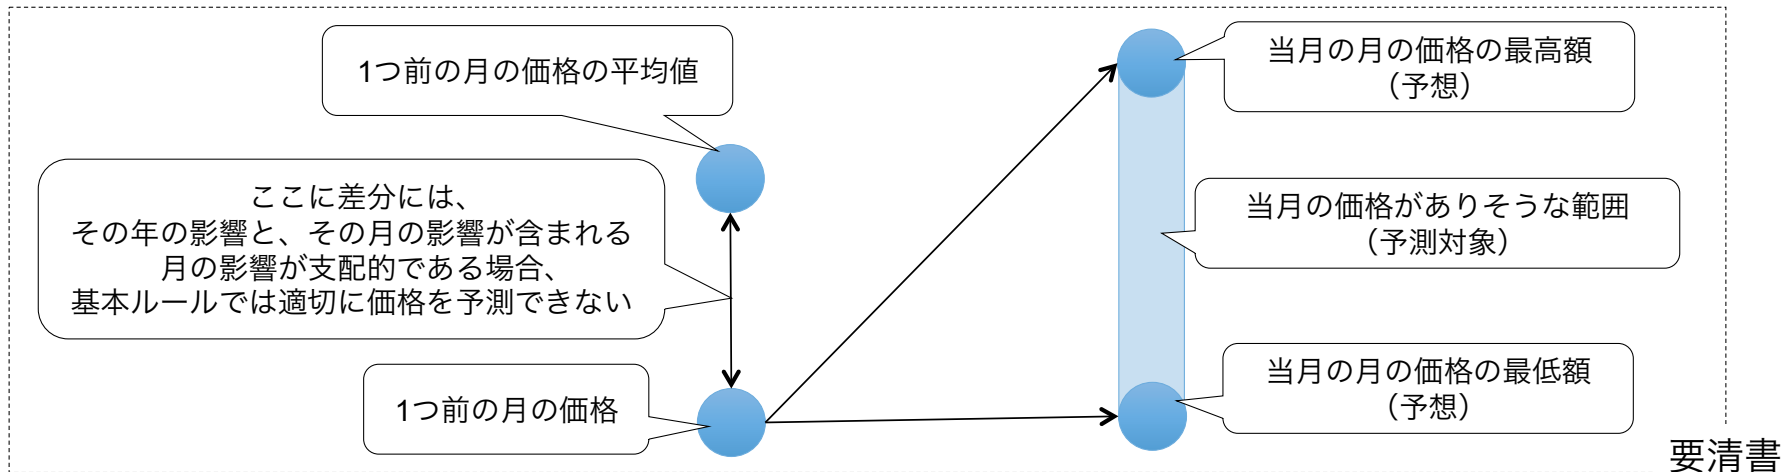 1つ前の月の価格の平均値
ここに差分には、
その年の影響と、その月の影響が含まれる
月の影響が支配的である場合、
基本ルールでは適切に価格を予測できない
1つ前の月の価格
当月の月の価格の最高額
（予想）
当月の価格がありそうな範囲
（予測対象）
当月の月の価格の最低額
（予想）
要清書